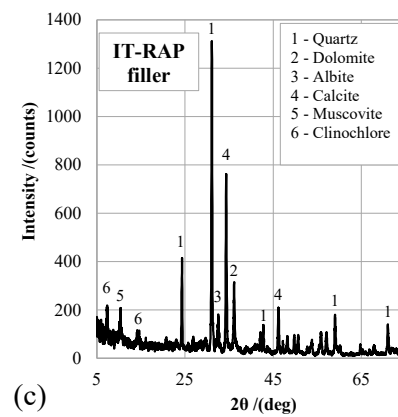 1400
1200
1000
800
600
400
200
0
Intensity /(counts)
IT-RAP
filler
1 - Quartz
2 - Dolomite
3 - Albite
4 - Calcite
5 - Muscovite
6 - Clinochlore
1
4
1
2
6
5
3
4
1
1
6
1
5
25
45
65
2θ /(deg)
(c)